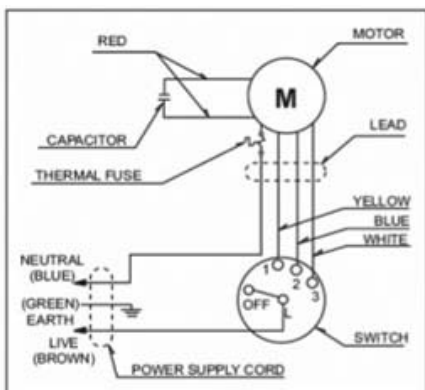 RED
MOTOR
M
CAPACITOR
LEAD
THERMAL FUSE
YELLOW
BLUE
WHITE
NEUTRAL
(BLUE)
1
2
3
OFF
L
(GREEN)
EARTH
LIVE
(BROWN)
SWITCH
POWER SUPPLY CORD